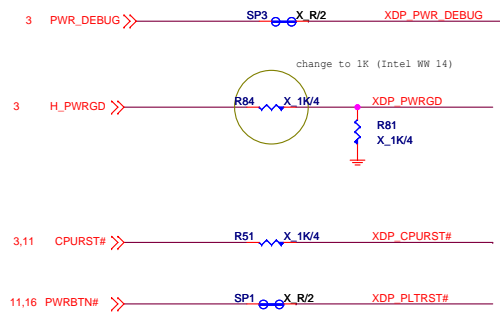 3 PWR_DEBUG SP3 X_R/2 XDP_PWR_DEBUG
change to 1K (Intel WW 14)
3 H_PWRGD R84 X_1K/4 XDP_PWRGD
R81
X_1K/4
3,11 CPURST# R51 X_1K/4 XDP_CPURST#
11,16 PWRBTN# SP1 X_R/2 XDP_PLTRST#